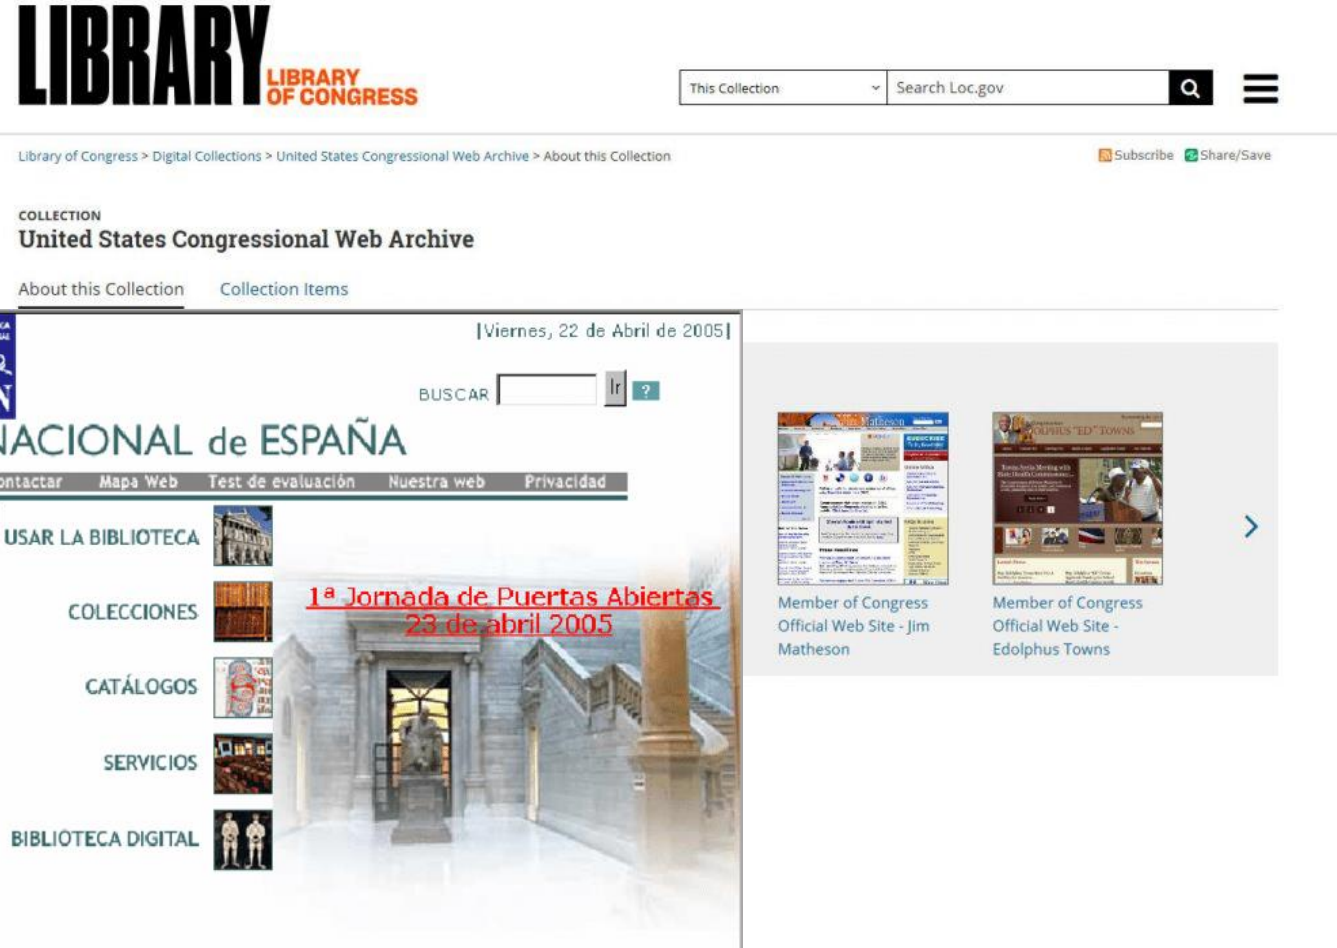 LIBRARY
LIBRARY
OF CONGRESS
This Collection
Search Loc.gov
Library of Congress > Digital Collections > United States Congressional Web Archive > About this Collection
Subscribe Share/Save
COLLECTION
United States Congressional Web Archive
About this Collection Collection Items
|Viernes, 22 de Abril de 2005|
BUSCAR Ir ?
NACIONAL de ESPAÑA
Mapa Web Test de evaluación Nuestra web Privacidad
USAR LA BIBLIOTECA
COLECCIONES
CATÁLOGOS
SERVICIOS
BIBLIOTECA DIGITAL
1ª Jornada de Puertas Abiertas
23 de abril 2005
Member of Congress
Official Web Site - Jim
Matheson
Member of Congress
Official Web Site -
Edolphus Towns